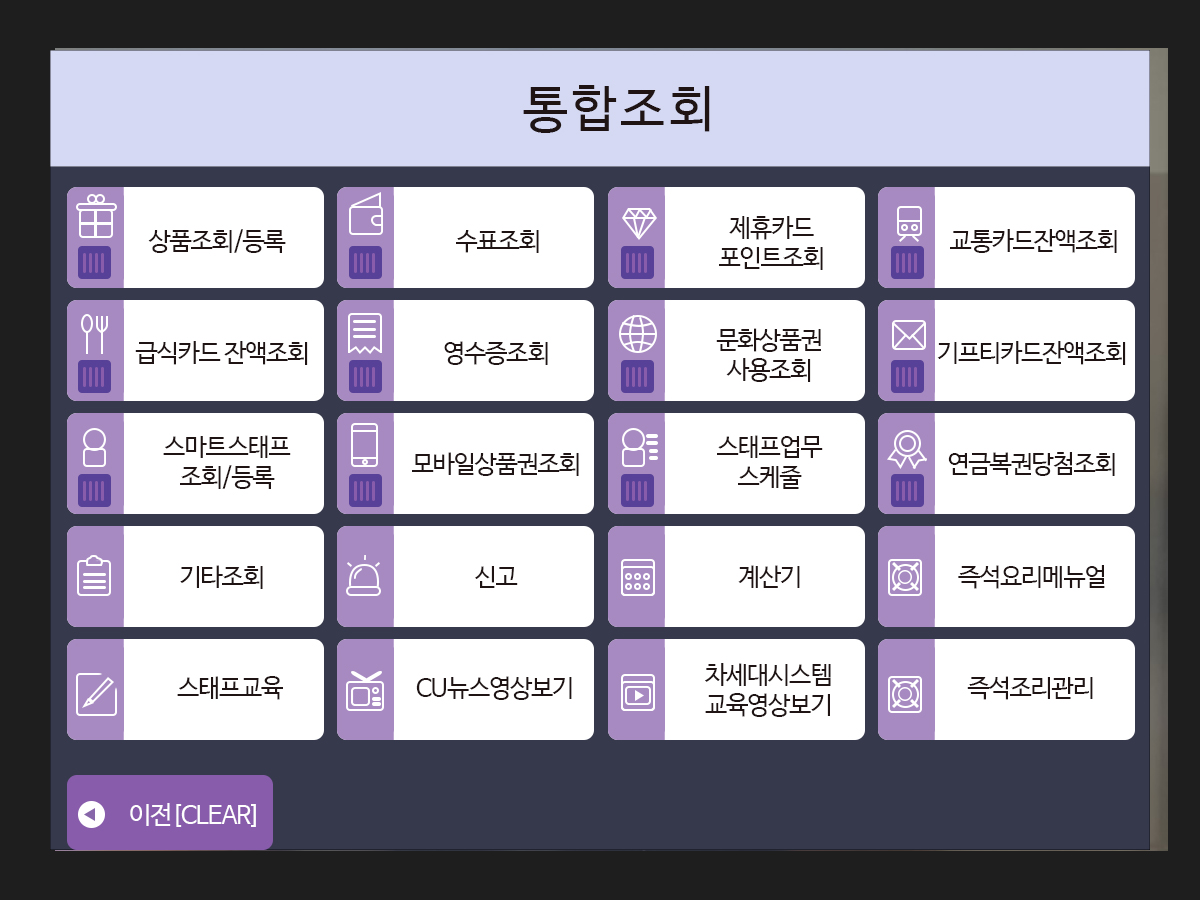 통합조회
상품조회/등록
수표조회
제휴카드
포인트조회
교통카드잔액조회
급식카드 잔액조회
영수증조회
문화상품권
사용조회
기프티카드잔액조회
스마트스태프
조회/등록
모바일상품권조회
스태프업무
스케줄
연금복권당첨조회
기타조회
신고
계산기
즉석요리메뉴얼
스태프교육
CU뉴스영상보기
차세대시스템
교육영상보기
즉석조리관리
이전[CLEAR]